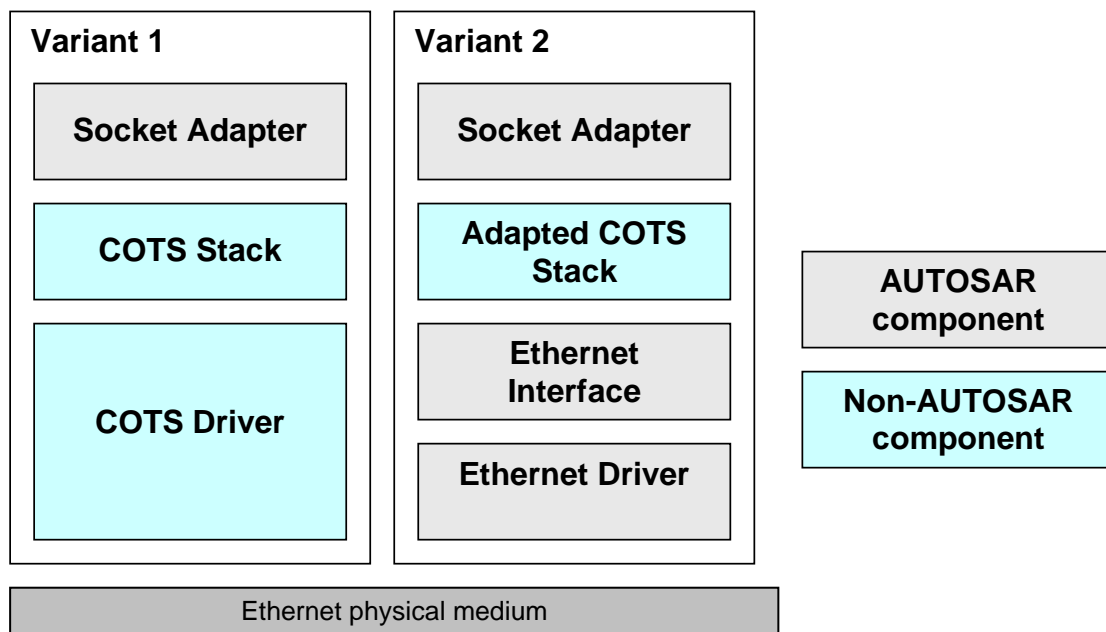 Variant 1
Socket Adapter
COTS Stack
COTS Driver
Variant 2
Socket Adapter
Adapted COTS
Stack
Ethernet
Interface
Ethernet Driver
AUTOSAR
component
Non-AUTOSAR
component
Ethernet physical medium